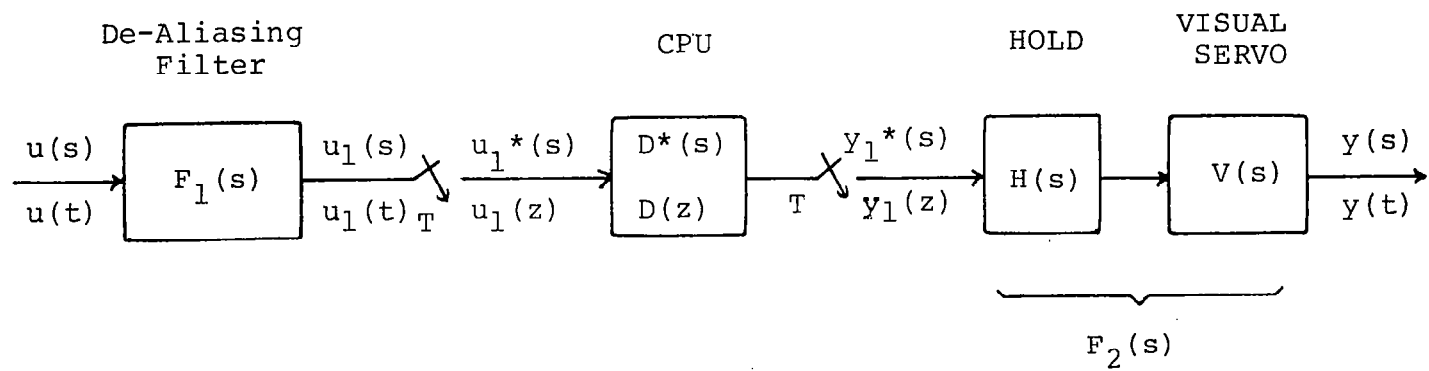 De-Aliasing
Filter
CPU
HOLD
VISUAL
SERVO
u(s)
u(t)
F₁(s)
u₁(s)
u₁(t)
T
u₁*(s)
u₁(z)
D*(s)
D(z)
T
y₁*(s)
y₁(z)
H(s)
V(s)
y(s)
y(t)
F₂(s)